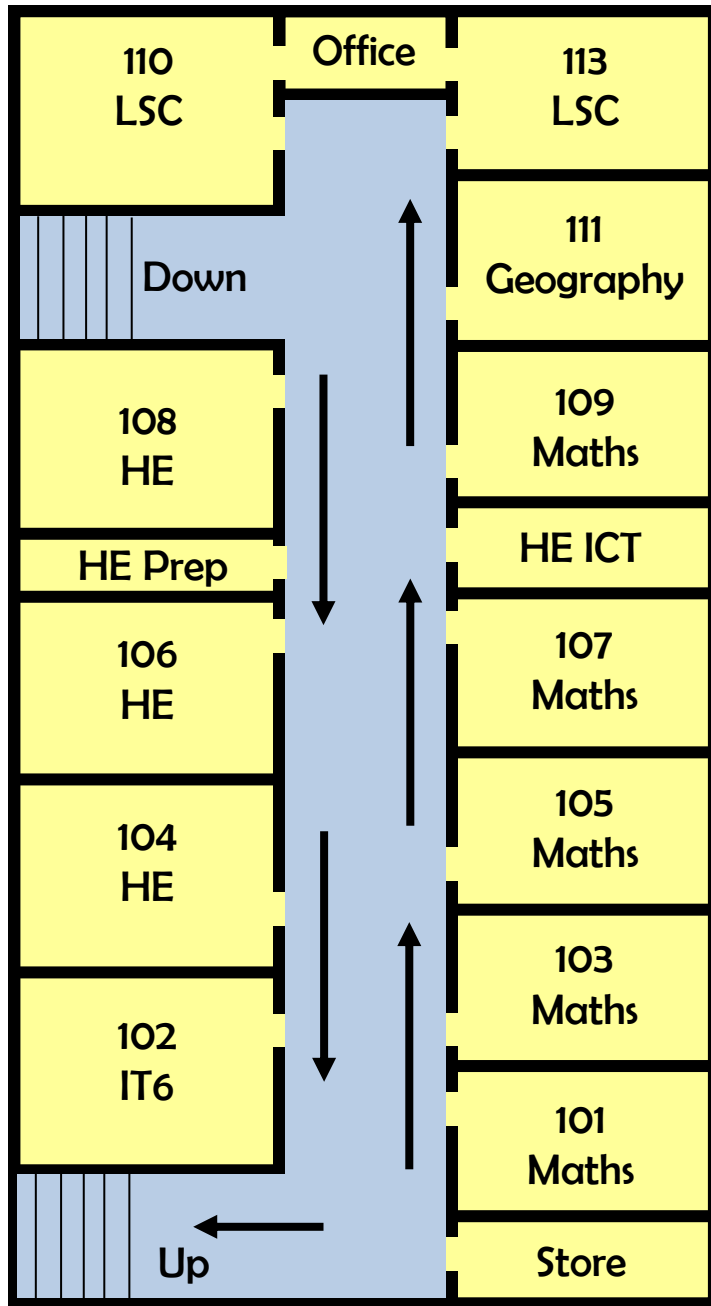 110
LSC
Office
113
LSC
Down
111
Geography
108
HE
109
Maths
HE Prep
HE ICT
106
HE
107
Maths
104
HE
105
Maths
102
IT6
103
Maths
101
Maths
Up
Store